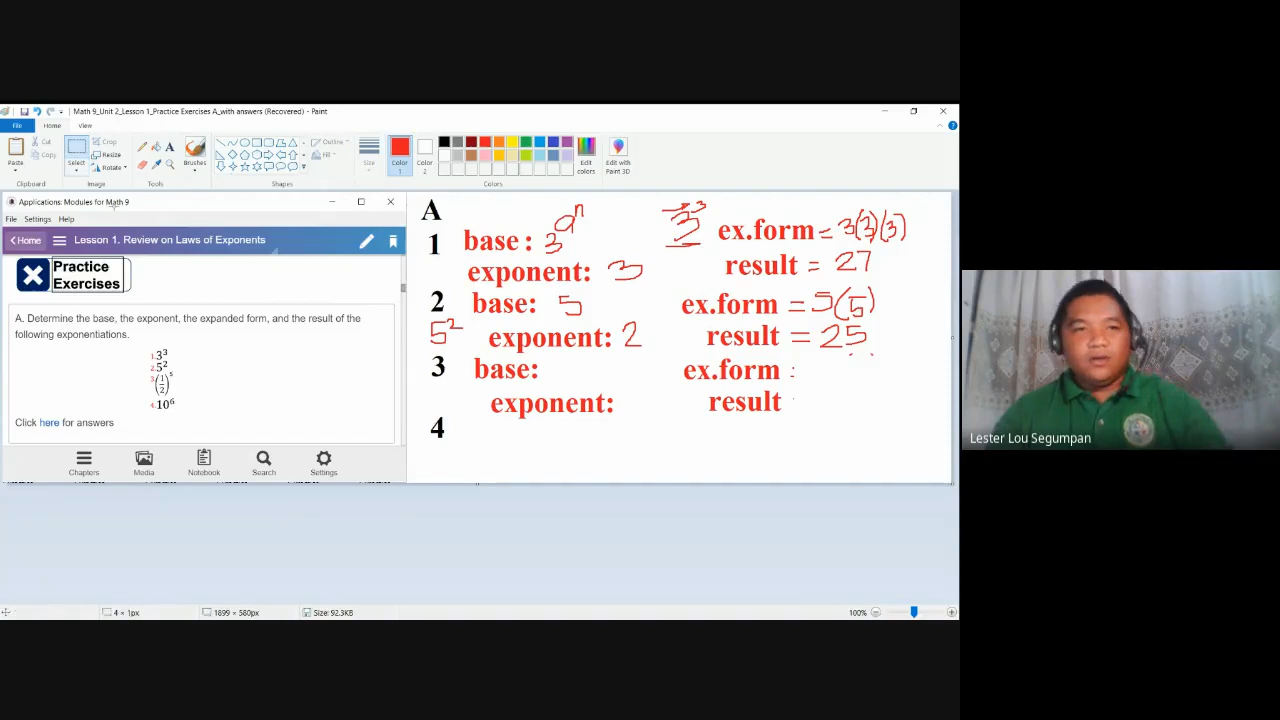 Math 9_Unit 2_Lesson 1_Practice Exercises A_with answers (Recovered) - Paint
File Home View
Paste Cut Copy
Select Crop Resize Rotate
Brushes
Outline Fill
Size
Color 1
Color 2
Edit colors
Edit with Paint 3D
Clipboard Image Tools Shapes Colors
Applications: Modules for Math 9
File Settings Help
Home Lesson 1. Review on Laws of Exponents
Practice
Exercises
A. Determine the base, the exponent, the expanded form, and the result of the
following exponentiations.
1. 3³
2. 5²
3. (1/2)⁵
4. 10⁶
Click here for answers
Chapters Media Notebook Search Settings
A
aⁿ
1 base : 3
3³ ex.form = 3(3)(3)
exponent: 3
result = 27
2 base: 5
ex.form = 5(5)
5² exponent: 2
result = 25
3 base:
ex.form :
exponent:
result
4
Lester Lou Segumpan
4 × 1px
1899 × 580px
Size: 92.3KB
100%